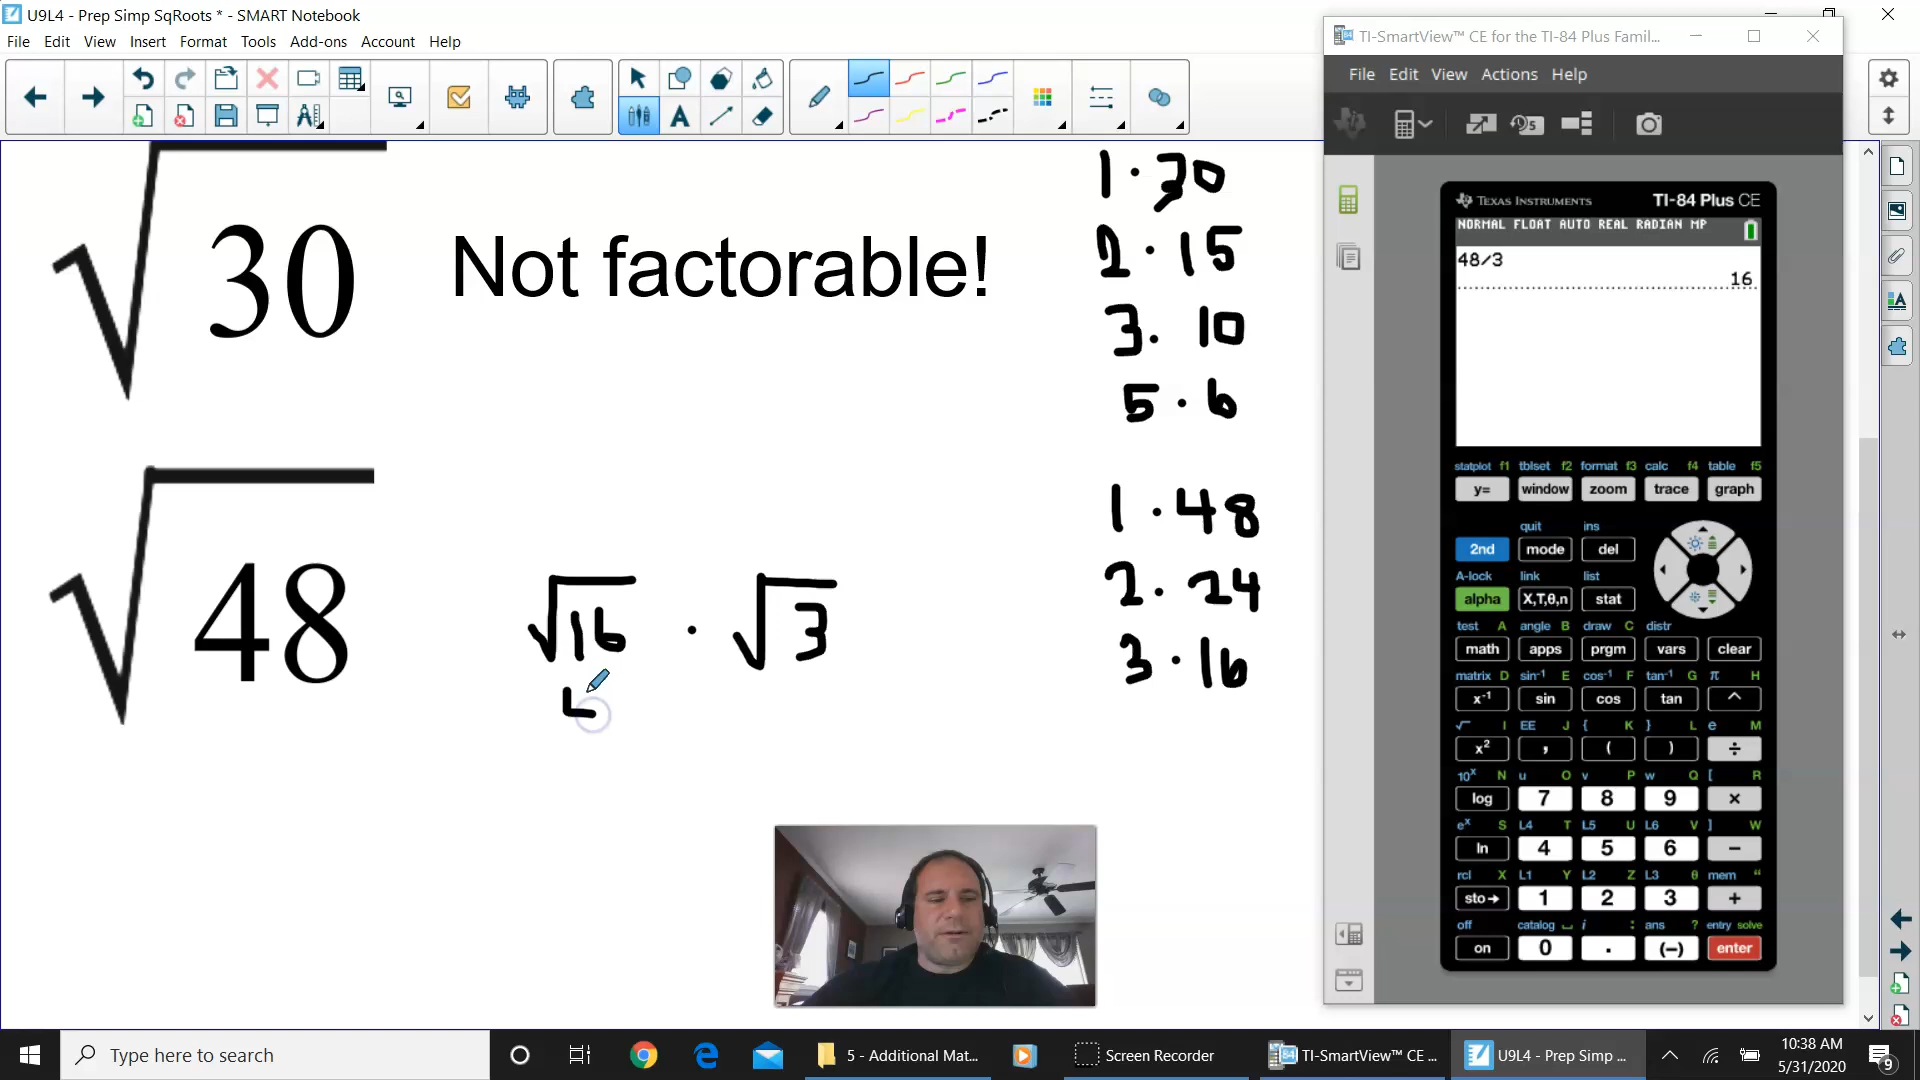 U9L4 - Prep Simp SqRoots * - SMART Notebook
File Edit View Insert Format Tools Add-ons Account Help
√30 Not factorable!
1 · 30
2 · 15
3 · 10
5 · 6
√48
√16 · √3
1 · 48
2 · 24
3 · 16
TI-SmartView™ CE for the TI-84 Plus Famil...
File Edit View Actions Help
TEXAS INSTRUMENTS TI-84 Plus CE
NORMAL FLOAT AUTO REAL RADIAN MP
48/3
16
statplot f1 tblset f2 format f3 calc f4 table f5
y= window zoom trace graph
quit ins
2nd mode del
A-lock link list
alpha X,T,θ,n stat
test A angle B draw C distr
math apps prgm vars clear
matrix D sin⁻¹ E cos⁻¹ F tan⁻¹ G π H
x⁻¹ sin cos tan ^
√ I EE J { K } L e M
x² , ( ) ÷
10ˣ N u O v P w Q [ R
log 7 8 9 ×
eˣ S L4 T L5 U L6 V ] W
ln 4 5 6 −
rcl X L1 Y L2 Z L3 θ mem “
sto→ 1 2 3 +
off catalog i : ans ? entry solve
on 0 . (−) enter
Type here to search
5 - Additional Mat...
Screen Recorder
TI-SmartView™ CE ...
U9L4 - Prep Simp ...
10:38 AM
5/31/2020
9